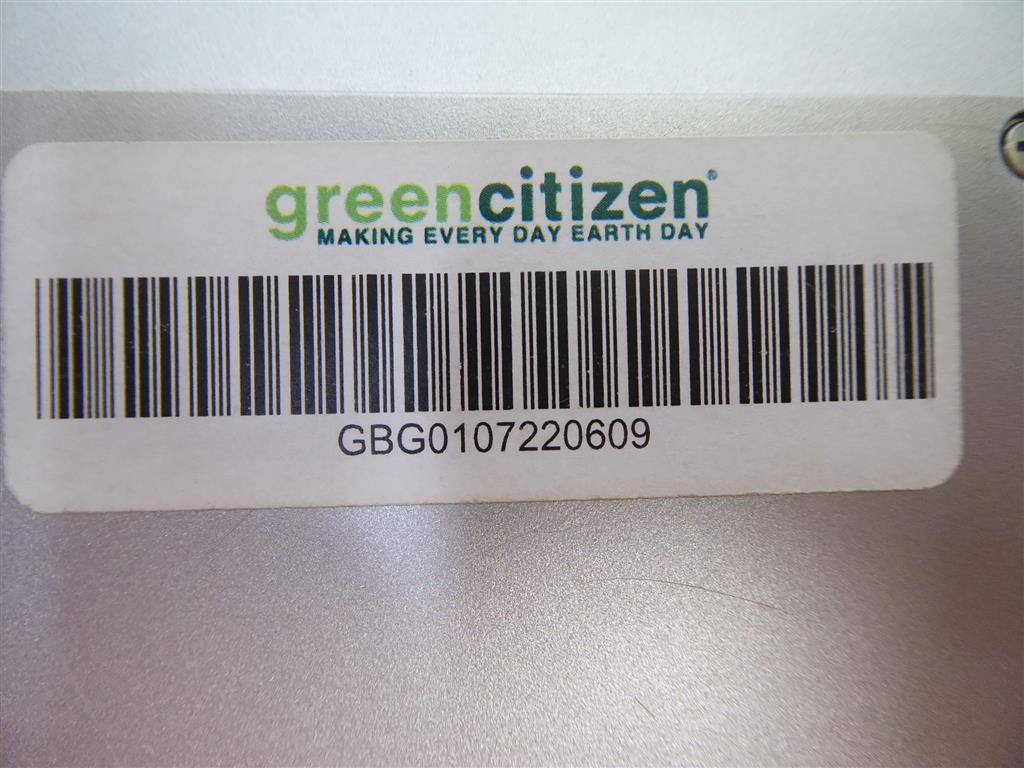 greencitizen®
MAKING EVERY DAY EARTH DAY
GBG0107220609